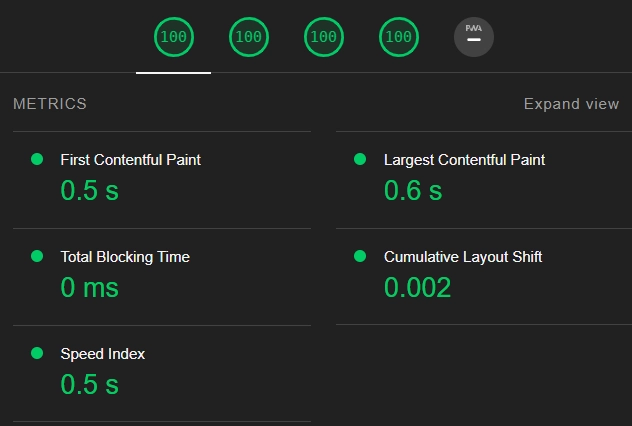 100 100 100 100 PWA
METRICS Expand view
First Contentful Paint
0.5 s
Largest Contentful Paint
0.6 s
Total Blocking Time
0 ms
Cumulative Layout Shift
0.002
Speed Index
0.5 s